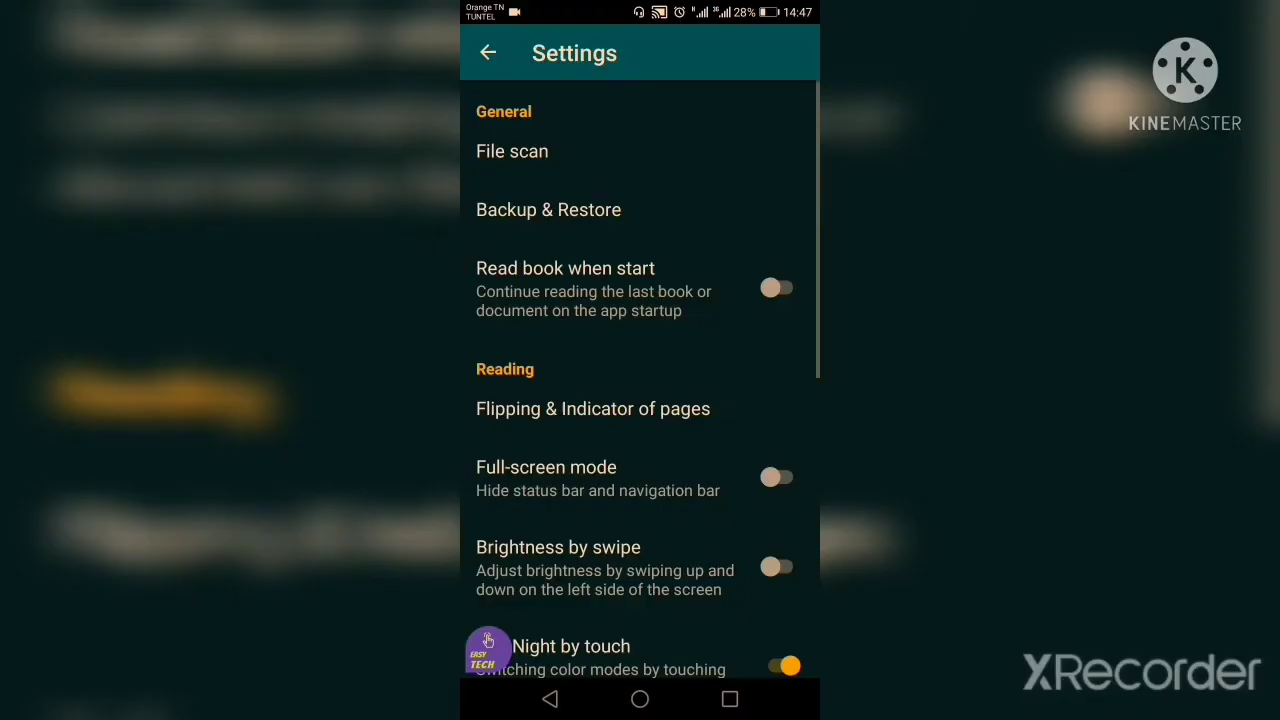 Orange TN
TUNTEL
28%
14:47
Settings
General
File scan
Backup & Restore
Read book when start
Continue reading the last book or
document on the app startup
Reading
Flipping & Indicator of pages
Full-screen mode
Hide status bar and navigation bar
Brightness by swipe
Adjust brightness by swiping up and
down on the left side of the screen
Night by touch
switching color modes by touching
EASY
TECH
K
KINEMASTER
XRecorder